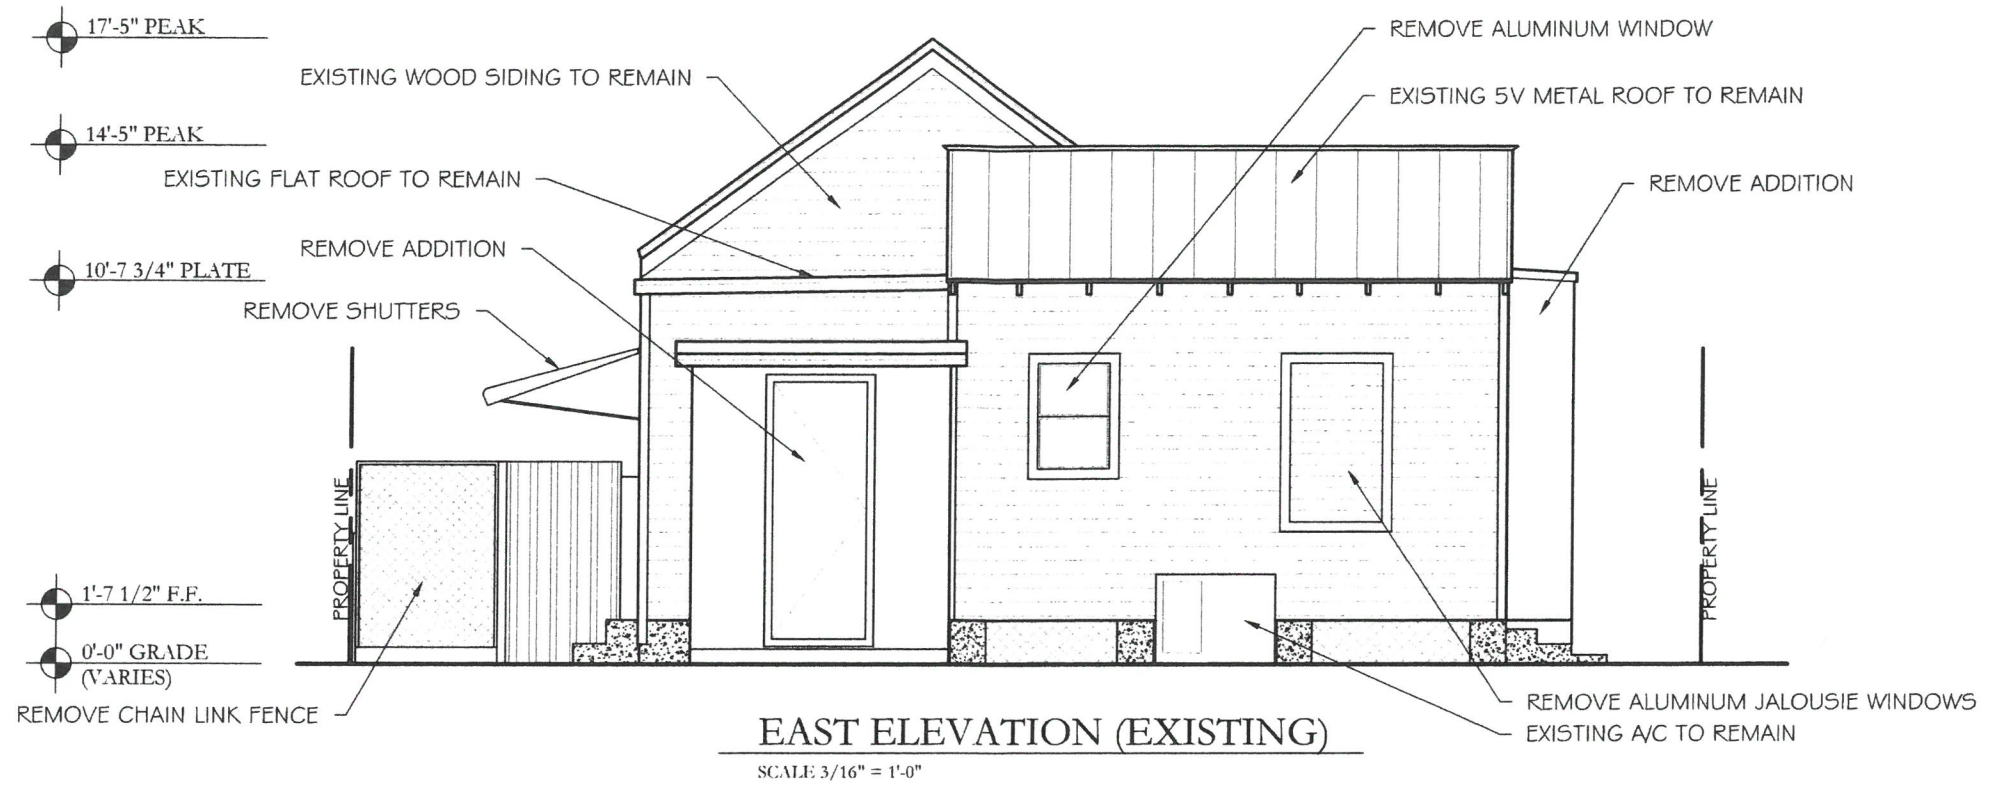 17'-5" PEAK
14'-5" PEAK
10'-7 3/4" PLATE
1'-7 1/2" F.F.
0'-0" GRADE
(VARIES)
EXISTING WOOD SIDING TO REMAIN
EXISTING FLAT ROOF TO REMAIN
REMOVE ADDITION
REMOVE SHUTTERS
REMOVE CHAIN LINK FENCE
PROPERTY LINE
REMOVE ALUMINUM WINDOW
EXISTING 5V METAL ROOF TO REMAIN
REMOVE ADDITION
PROPERTY LINE
REMOVE ALUMINUM JALOUSIE WINDOWS
EXISTING A/C TO REMAIN
EAST ELEVATION (EXISTING)
SCALE 3/16" = 1'-0"